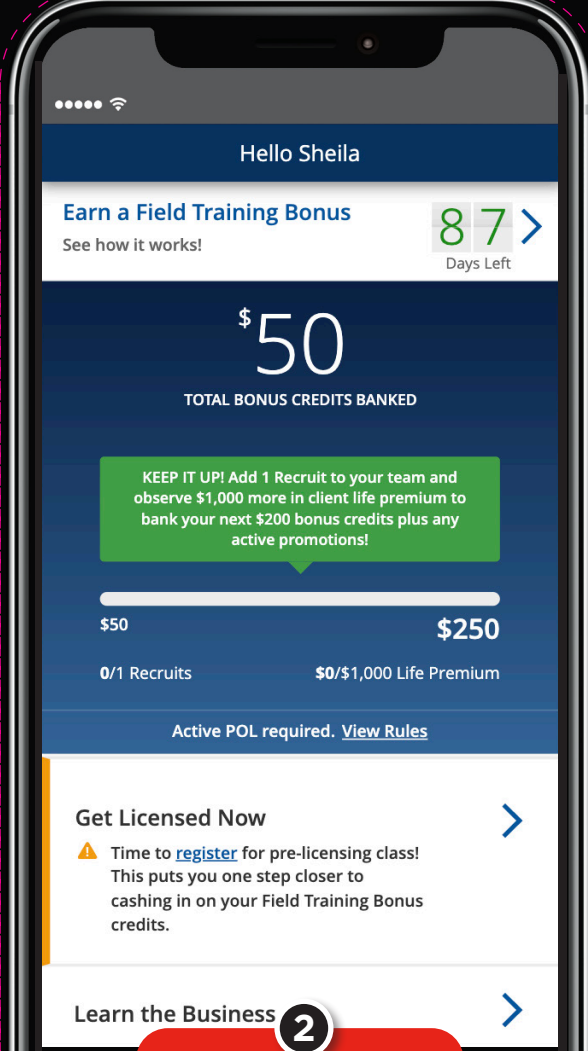 Hello Sheila
Earn a Field Training Bonus
See how it works!
87
Days Left
$50
TOTAL BONUS CREDITS BANKED
KEEP IT UP! Add 1 Recruit to your team and
observe $1,000 more in client life premium to
bank your next $200 bonus credits plus any
active promotions!
$50
$250
0/1 Recruits
$0/$1,000 Life Premium
Active POL required. View Rules
Get Licensed Now
Time to register for pre-licensing class!
This puts you one step closer to
cashing in on your Field Training Bonus
credits.
Learn the Business
2